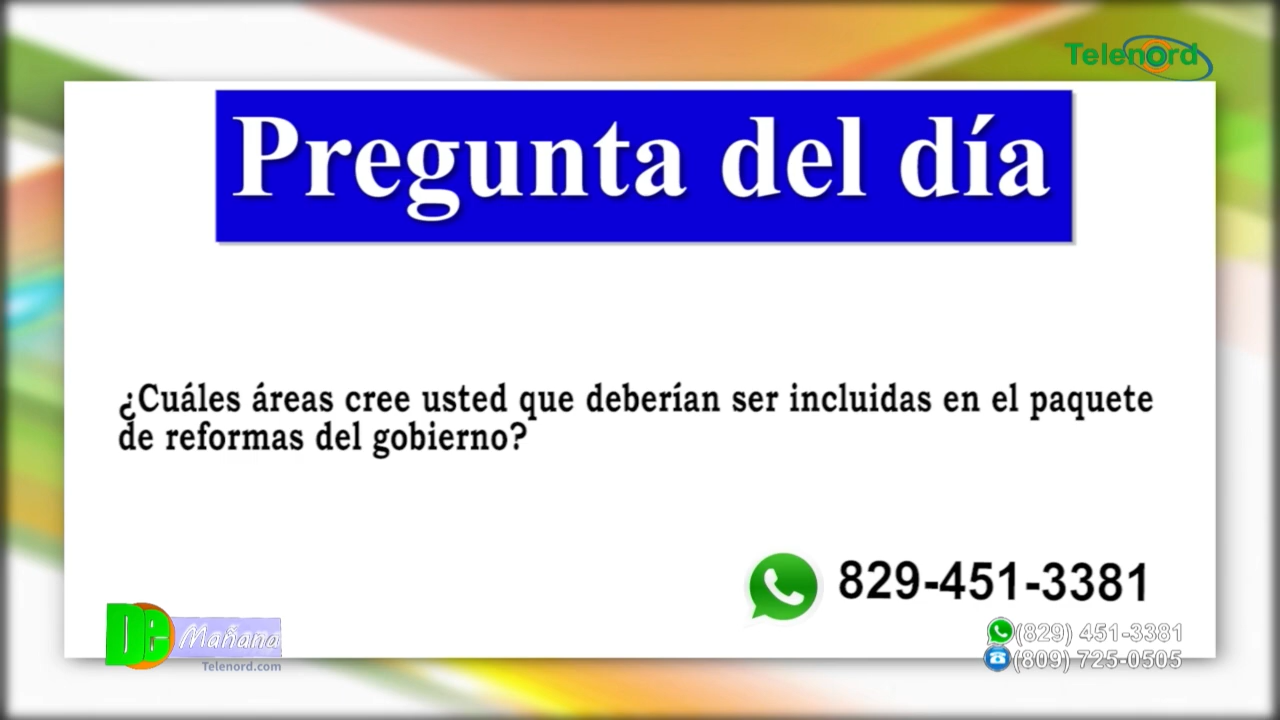 Telenord
Pregunta del día
¿Cuáles áreas cree usted que deberían ser incluidas en el paquete
de reformas del gobierno?
829-451-3381
De Mañana
Telenord.com
(829) 451-3381
(809) 725-0505